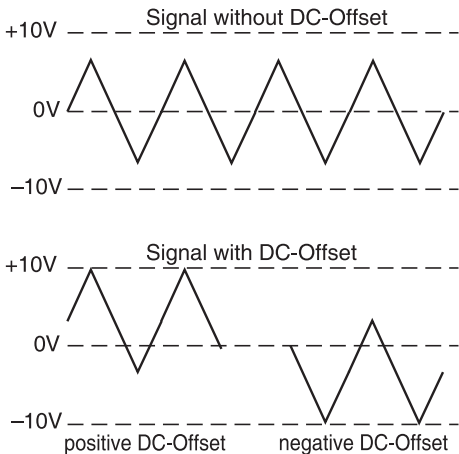 Signal without DC-Offset
+10V
0V
–10V
Signal with DC-Offset
+10V
0V
–10V
positive DC-Offset negative DC-Offset